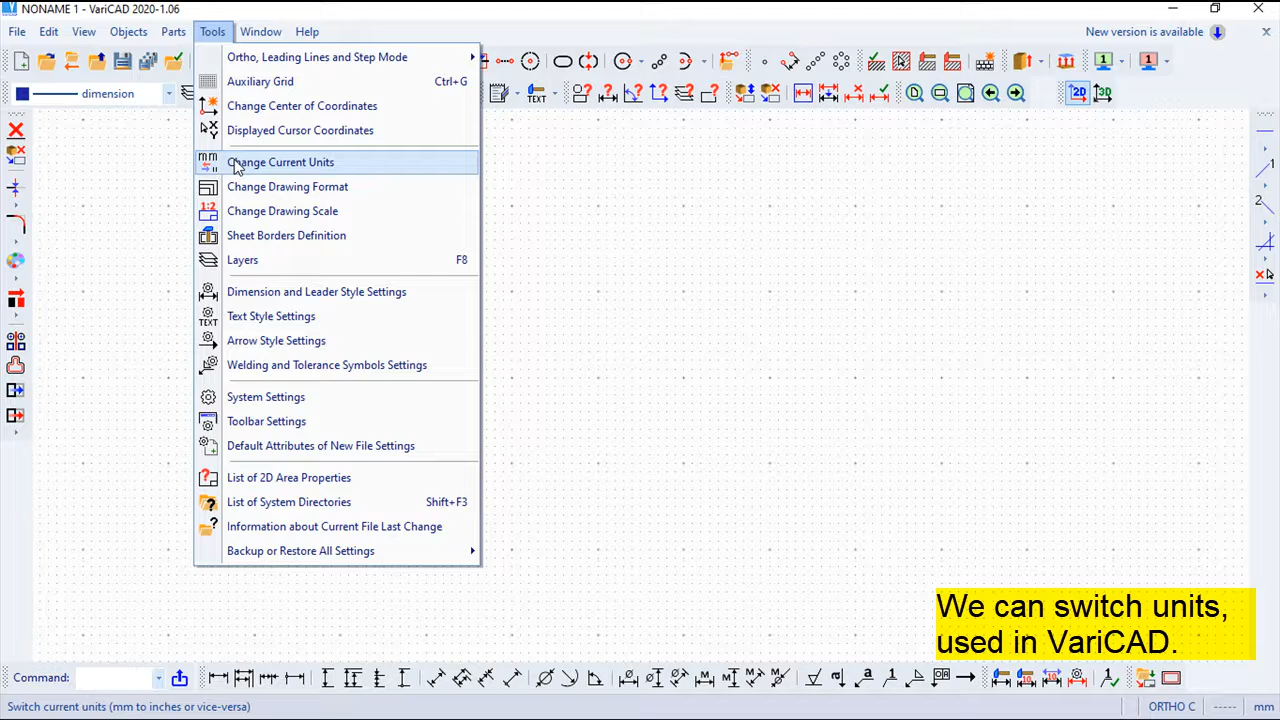 NONAME 1 - VariCAD 2020-1.06
File Edit View Objects Parts Tools Window Help
New version is available
dimension
2D 3D
Ortho, Leading Lines and Step Mode
Auxiliary Grid Ctrl+G
Change Center of Coordinates
Displayed Cursor Coordinates
Change Current Units
Change Drawing Format
Change Drawing Scale
Sheet Borders Definition
Layers F8
Dimension and Leader Style Settings
Text Style Settings
Arrow Style Settings
Welding and Tolerance Symbols Settings
System Settings
Toolbar Settings
Default Attributes of New File Settings
List of 2D Area Properties
List of System Directories Shift+F3
Information about Current File Last Change
Backup or Restore All Settings
We can switch units,
used in VariCAD.
Command:
Switch current units (mm to inches or vice-versa)
ORTHO C ----- mm